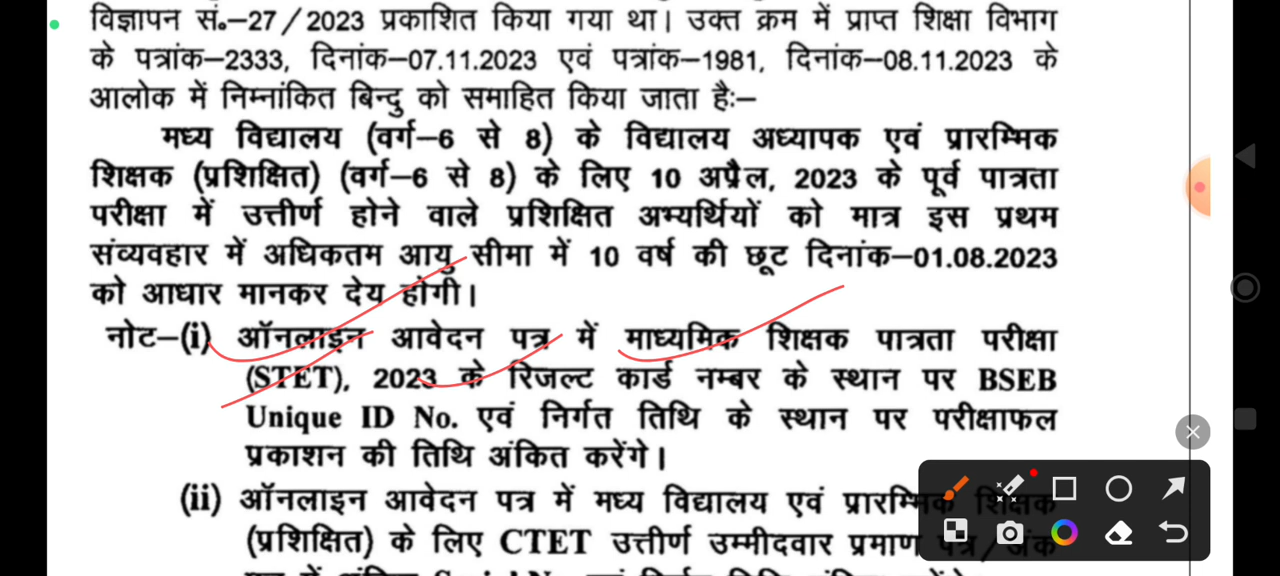 विज्ञापन सं.–27/2023 प्रकाशित किया गया था। उक्त क्रम में प्राप्त शिक्षा विभाग
के पत्रांक–2333, दिनांक–07.11.2023 एवं पत्रांक–1981, दिनांक–08.11.2023 के
आलोक में निम्नांकित बिन्दु को समाहित किया जाता है:–
मध्य विद्यालय (वर्ग–6 से 8) के विद्यालय अध्यापक एवं प्रारम्भिक
शिक्षक (प्रशिक्षित) (वर्ग–6 से 8) के लिए 10 अप्रैल, 2023 के पूर्व पात्रता
परीक्षा में उत्तीर्ण होने वाले प्रशिक्षित अभ्यर्थियों को मात्र इस प्रथम
संव्यवहार में अधिकतम आयु सीमा में 10 वर्ष की छूट दिनांक–01.08.2023
को आधार मानकर देय होगी।
नोट–(i) ऑनलाइन आवेदन पत्र में माध्यमिक शिक्षक पात्रता परीक्षा
(STET), 2023 के रिजल्ट कार्ड नम्बर के स्थान पर BSEB
Unique ID No. एवं निर्गत तिथि के स्थान पर परीक्षाफल
प्रकाशन की तिथि अंकित करेंगे।
(ii) ऑनलाइन आवेदन पत्र में मध्य विद्यालय एवं प्रारम्भिक शिक्षक
(प्रशिक्षित) के लिए CTET उत्तीर्ण उम्मीदवार प्रमाण पत्र/अंक